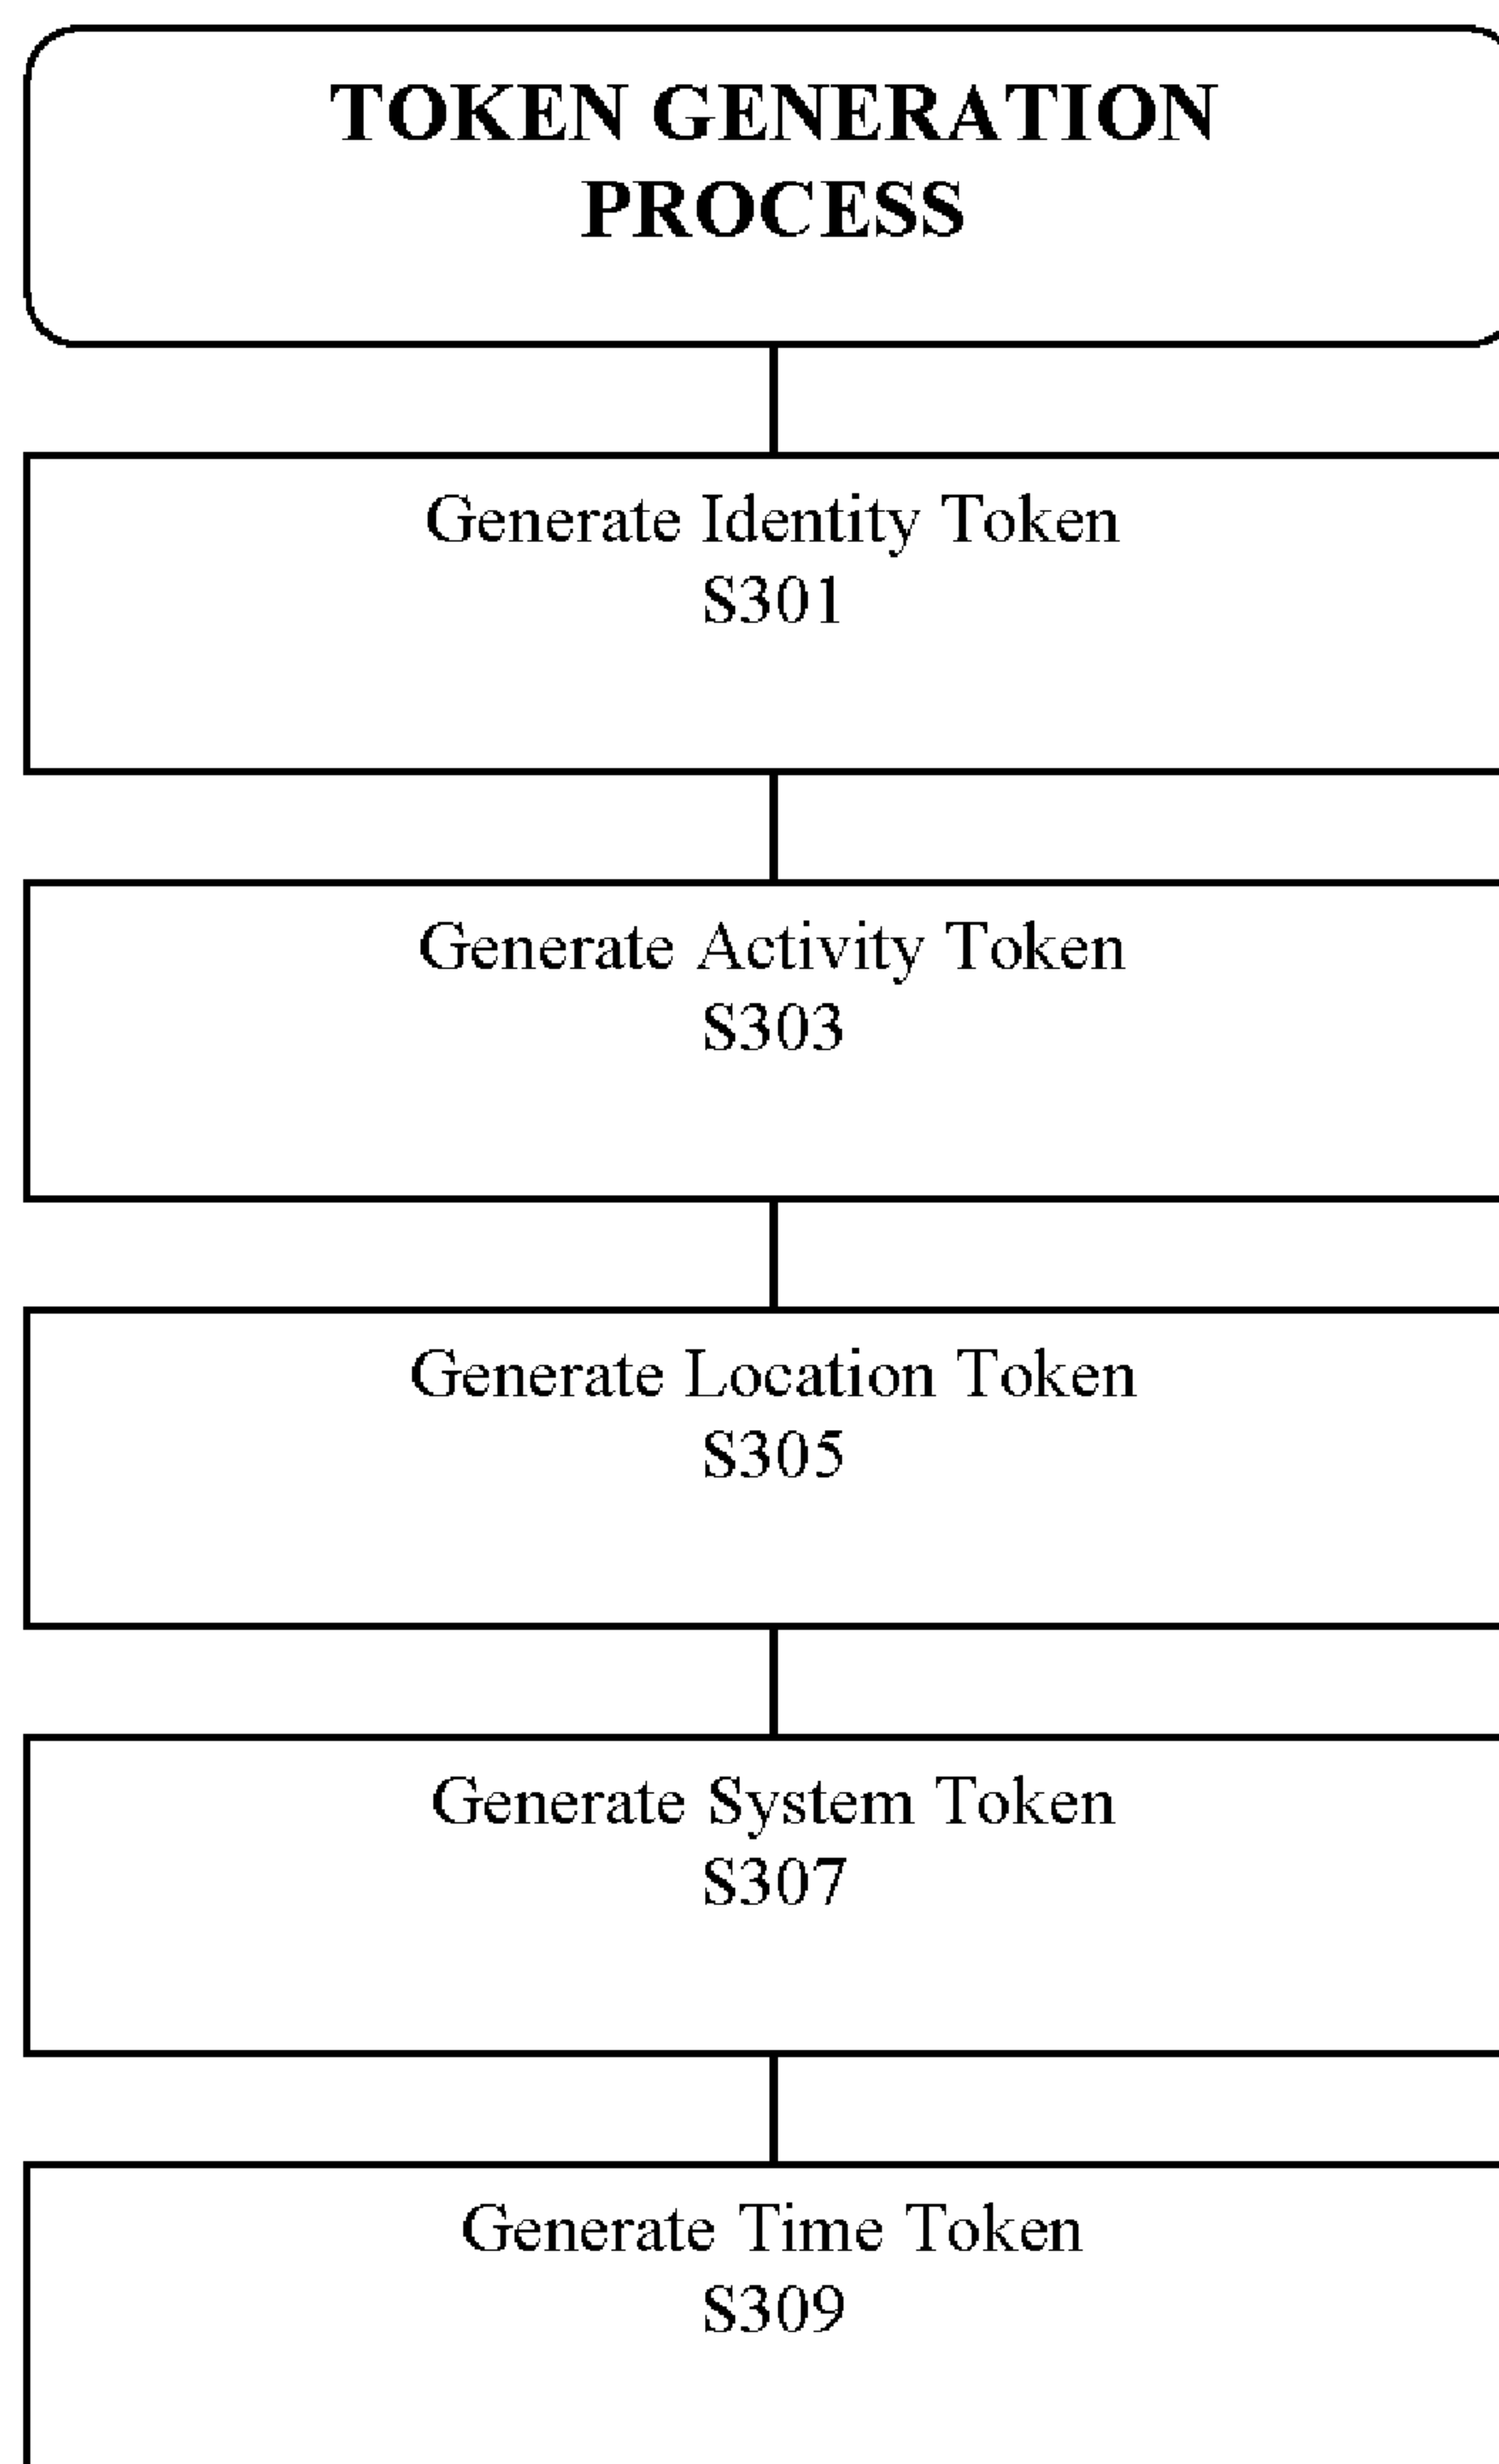 TOKEN GENERATION
PROCESS
Generate Identity Token
S301
Generate Activity Token
S303
Generate Location Token
S305
Generate System Token
S307
Generate Time Token
S309